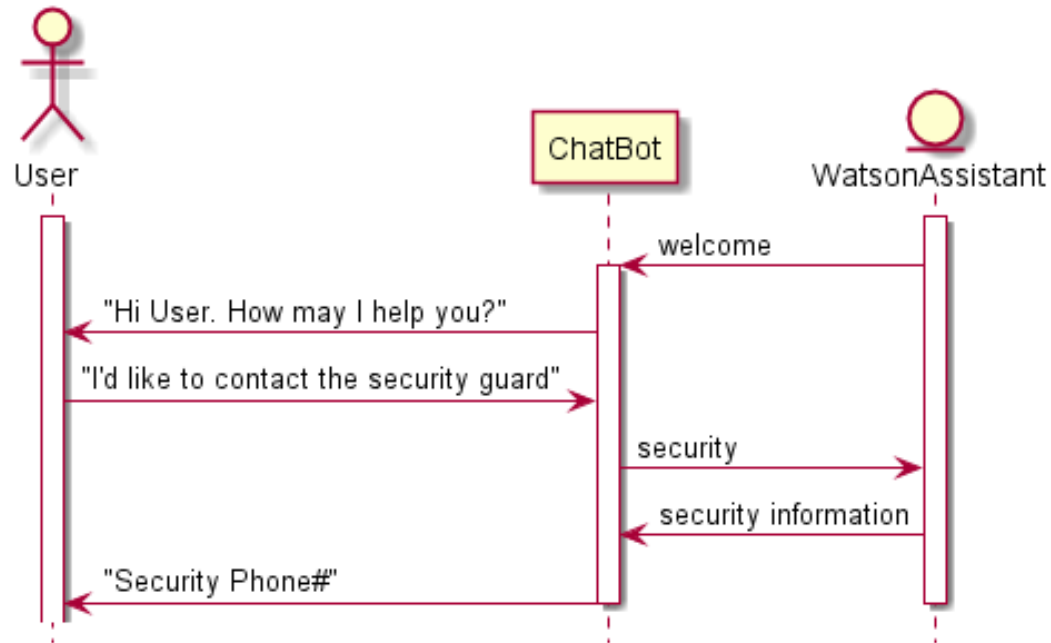 ChatBot
User
WatsonAssistant
welcome
"Hi User. How may I help you?"
"I'd like to contact the security guard"
security
security information
"Security Phone#"